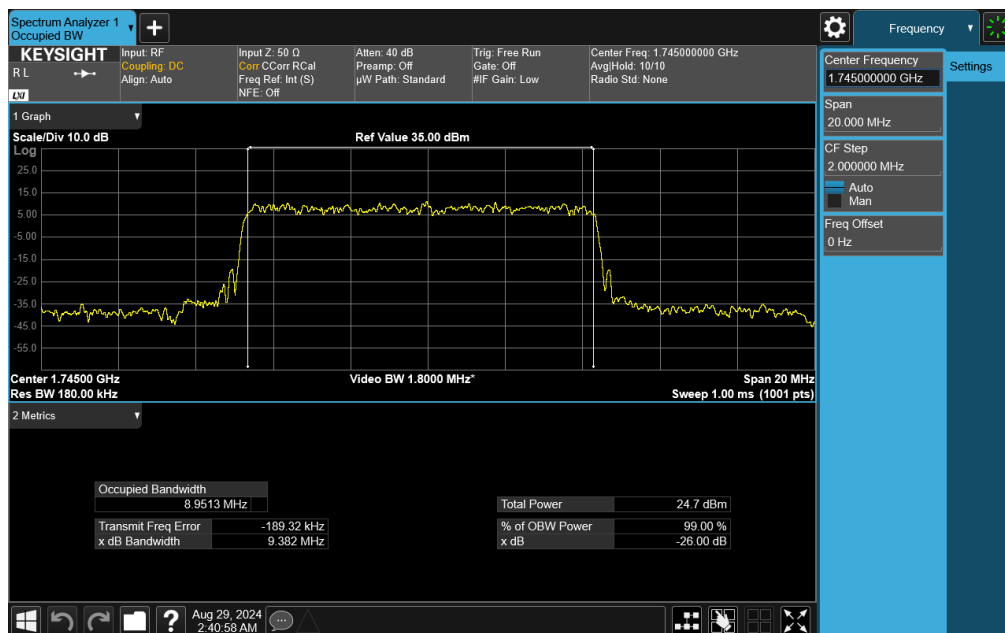 Spectrum Analyzer 1
Occupied BW
Frequency
KEYSIGHT
R L
LXI
Input: RF
Coupling: DC
Align: Auto
Input Z: 50 Ω
Corr CCorr RCal
Freq Ref: Int (S)
NFE: Off
Atten: 40 dB
Preamp: Off
µW Path: Standard
Trig: Free Run
Gate: Off
#IF Gain: Low
Center Freq: 1.745000000 GHz
Avg|Hold: 10/10
Radio Std: None
Center Frequency
1.745000000 GHz
Settings
Span
20.000 MHz
CF Step
2.000000 MHz
Auto
Man
Freq Offset
0 Hz
1 Graph
Scale/Div 10.0 dB
Ref Value 35.00 dBm
Log
25.0
15.0
5.00
-5.00
-15.0
-25.0
-35.0
-45.0
-55.0
Center 1.74500 GHz
Video BW 1.8000 MHz*
Span 20 MHz
Res BW 180.00 kHz
Sweep 1.00 ms (1001 pts)
2 Metrics
Occupied Bandwidth
8.9513 MHz
Total Power 24.7 dBm
Transmit Freq Error -189.32 kHz
% of OBW Power 99.00 %
x dB Bandwidth 9.382 MHz
x dB -26.00 dB
Aug 29, 2024
2:40:58 AM